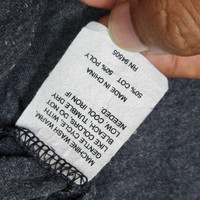 MACHINE WASH WARM,
GENTLE CYCLE, WITH
LIKE COLORS, DO NOT
BLEACH, TUMBLE DRY
LOW, COOL IRON IF
MADE IN CHINA
50% COT 50% POLY
RN 94505